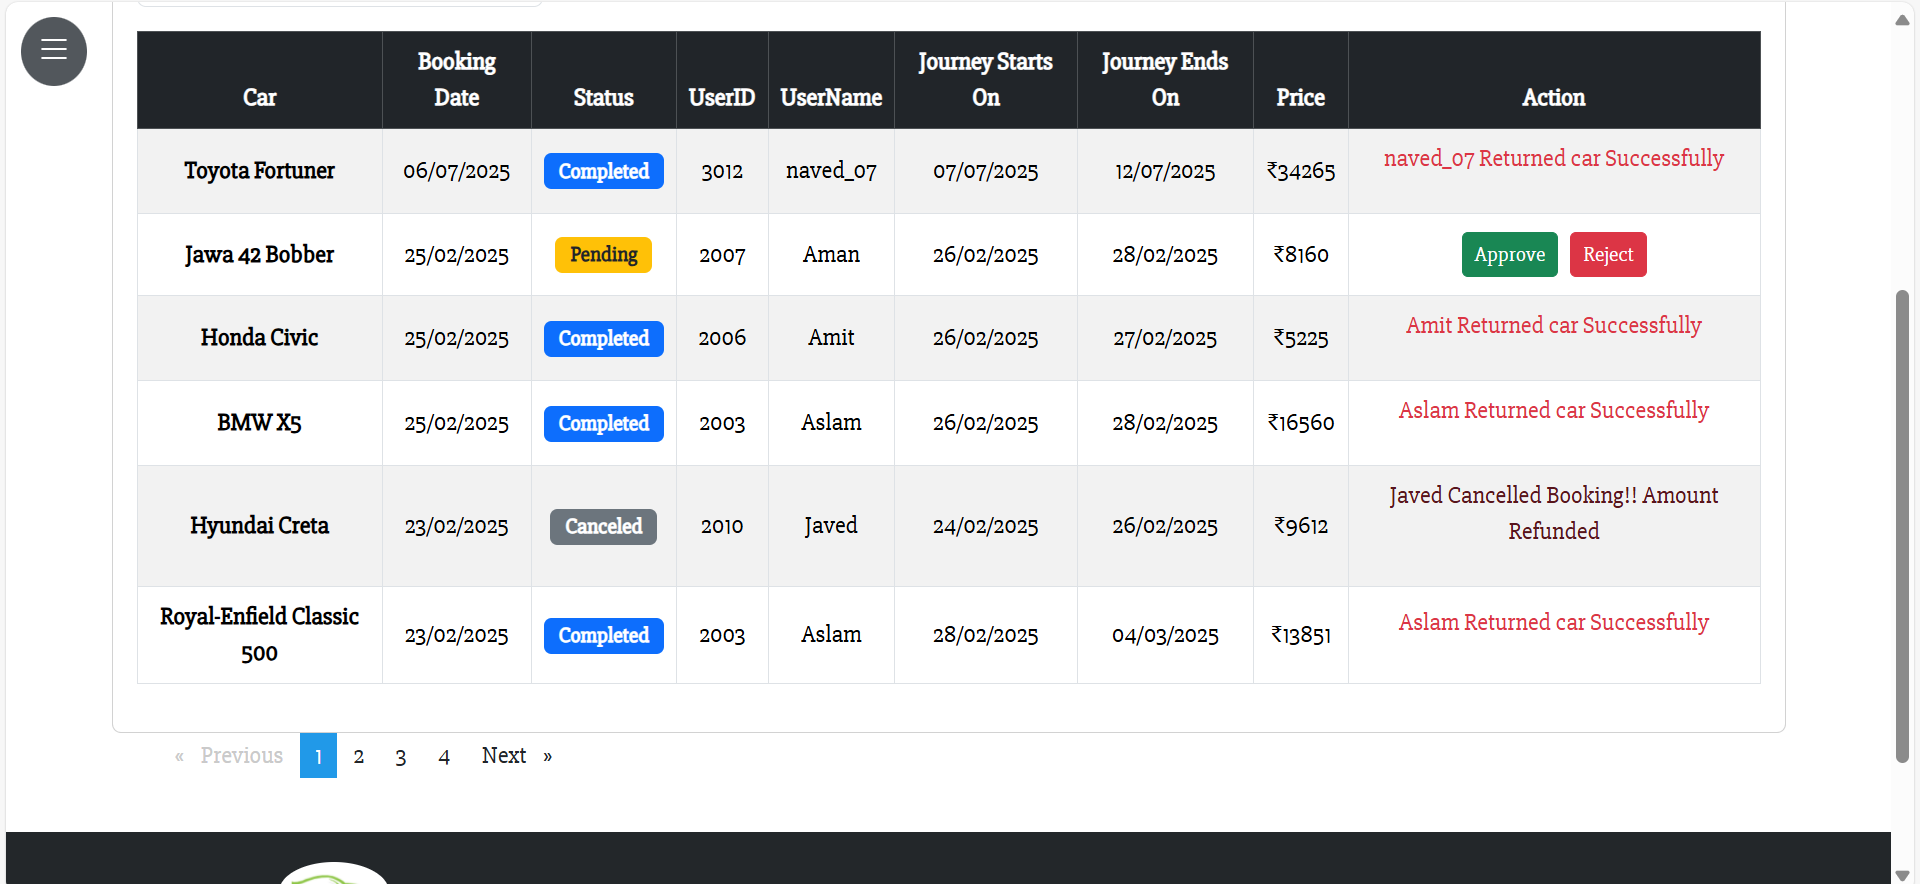 Car Booking Date Status UserID UserName Journey Starts On Journey Ends On Price Action
Toyota Fortuner 06/07/2025 Completed 3012 naved_07 07/07/2025 12/07/2025 ₹34265 naved_07 Returned car Successfully
Jawa 42 Bobber 25/02/2025 Pending 2007 Aman 26/02/2025 28/02/2025 ₹8160 Approve Reject
Honda Civic 25/02/2025 Completed 2006 Amit 26/02/2025 27/02/2025 ₹5225 Amit Returned car Successfully
BMW X5 25/02/2025 Completed 2003 Aslam 26/02/2025 28/02/2025 ₹16560 Aslam Returned car Successfully
Hyundai Creta 23/02/2025 Canceled 2010 Javed 24/02/2025 26/02/2025 ₹9612 Javed Cancelled Booking!! Amount Refunded
Royal-Enfield Classic 500 23/02/2025 Completed 2003 Aslam 28/02/2025 04/03/2025 ₹13851 Aslam Returned car Successfully
« Previous 1 2 3 4 Next »